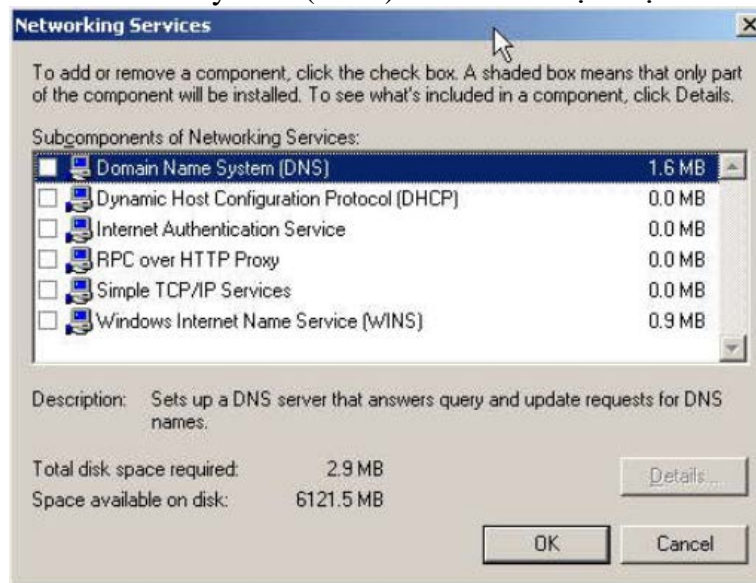 Networking Services
To add or remove a component, click the check box. A shaded box means that only part
of the component will be installed. To see what's included in a component, click Details.
Subcomponents of Networking Services:
Domain Name System (DNS) 1.6 MB
Dynamic Host Configuration Protocol (DHCP) 0.0 MB
Internet Authentication Service 0.0 MB
RPC over HTTP Proxy 0.0 MB
Simple TCP/IP Services 0.0 MB
Windows Internet Name Service (WINS) 0.9 MB
Description: Sets up a DNS server that answers query and update requests for DNS
names.
Total disk space required: 2.9 MB
Details...
Space available on disk: 6121.5 MB
OK Cancel